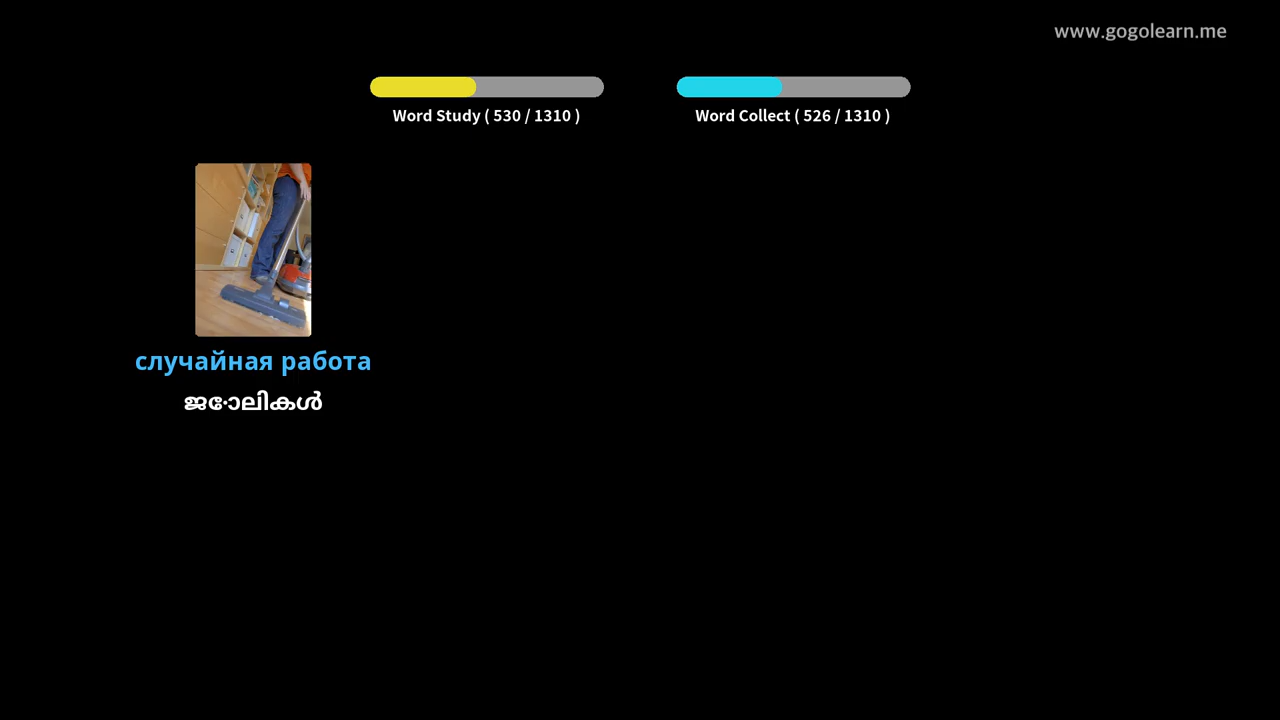 www.gogolearn.me
Word Study ( 530 / 1310 )
Word Collect ( 526 / 1310 )
случайная работа
ജോലികൾ